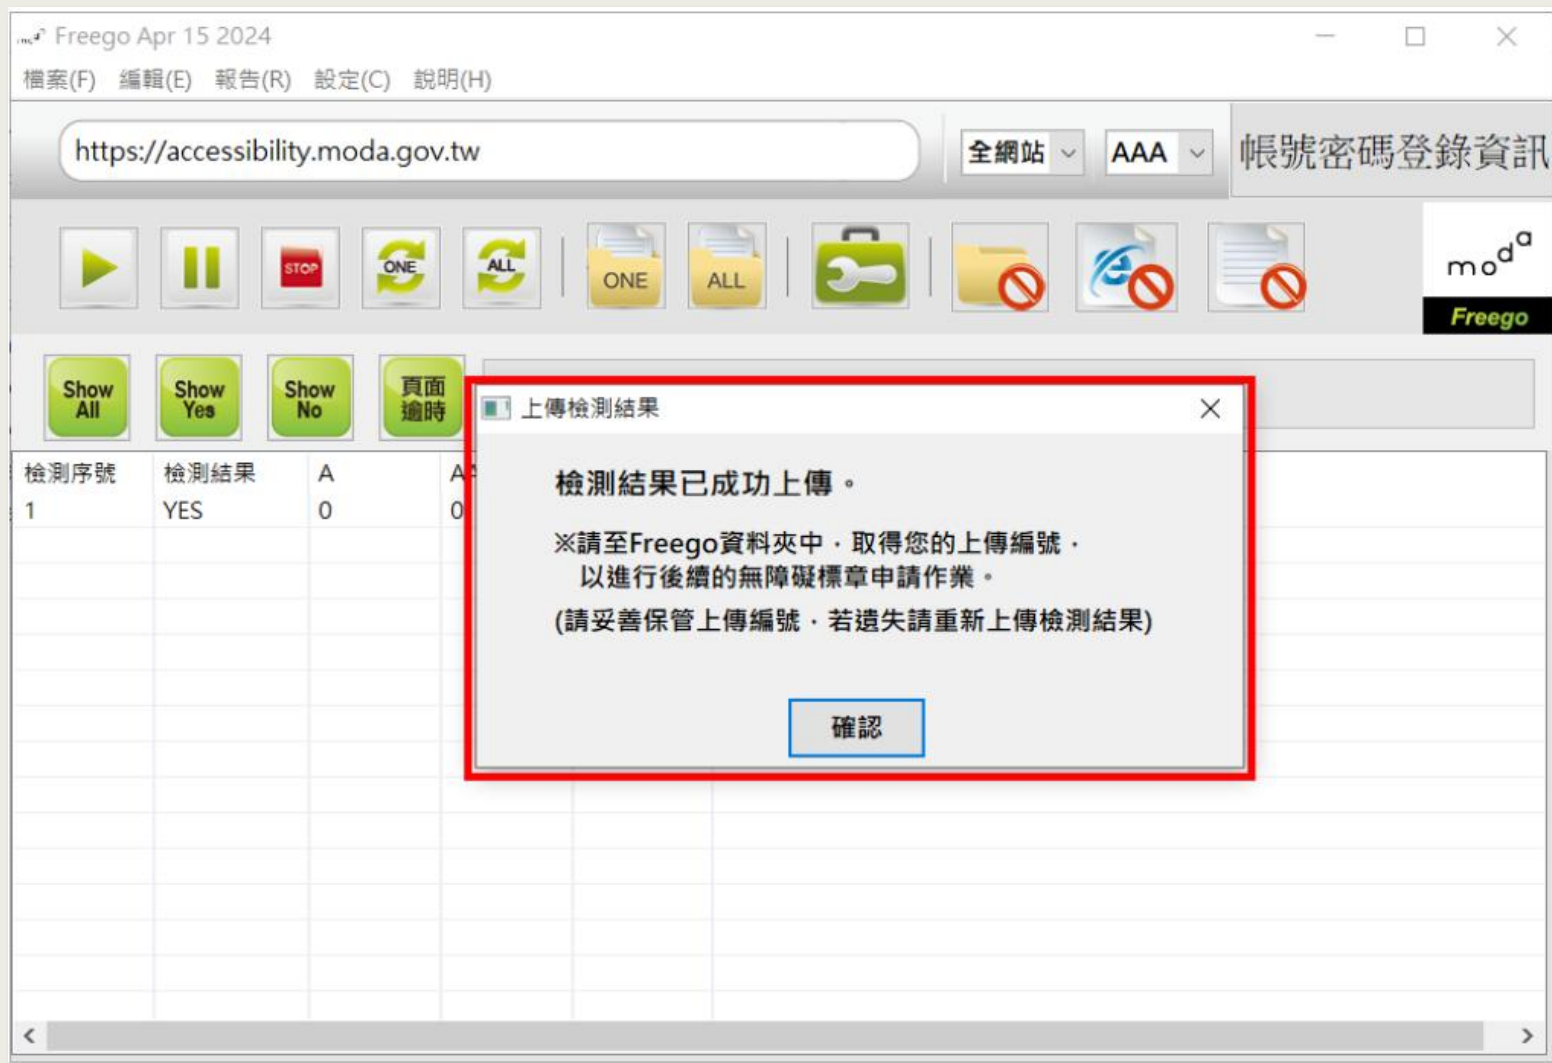 moda Freego Apr 15 2024
檔案(F) 編輯(E) 報告(R) 設定(C) 說明(H)
https://accessibility.moda.gov.tw 全網站 AAA 帳號密碼登錄資訊
STOP ONE ALL ONE ALL
moda
Freego
Show All Show Yes Show No 頁面逾時
上傳檢測結果
檢測序號 檢測結果 A
1 YES 0 0
檢測結果已成功上傳。
※請至Freego資料夾中，取得您的上傳編號，
以進行後續的無障礙標章申請作業。
(請妥善保管上傳編號，若遺失請重新上傳檢測結果)
確認